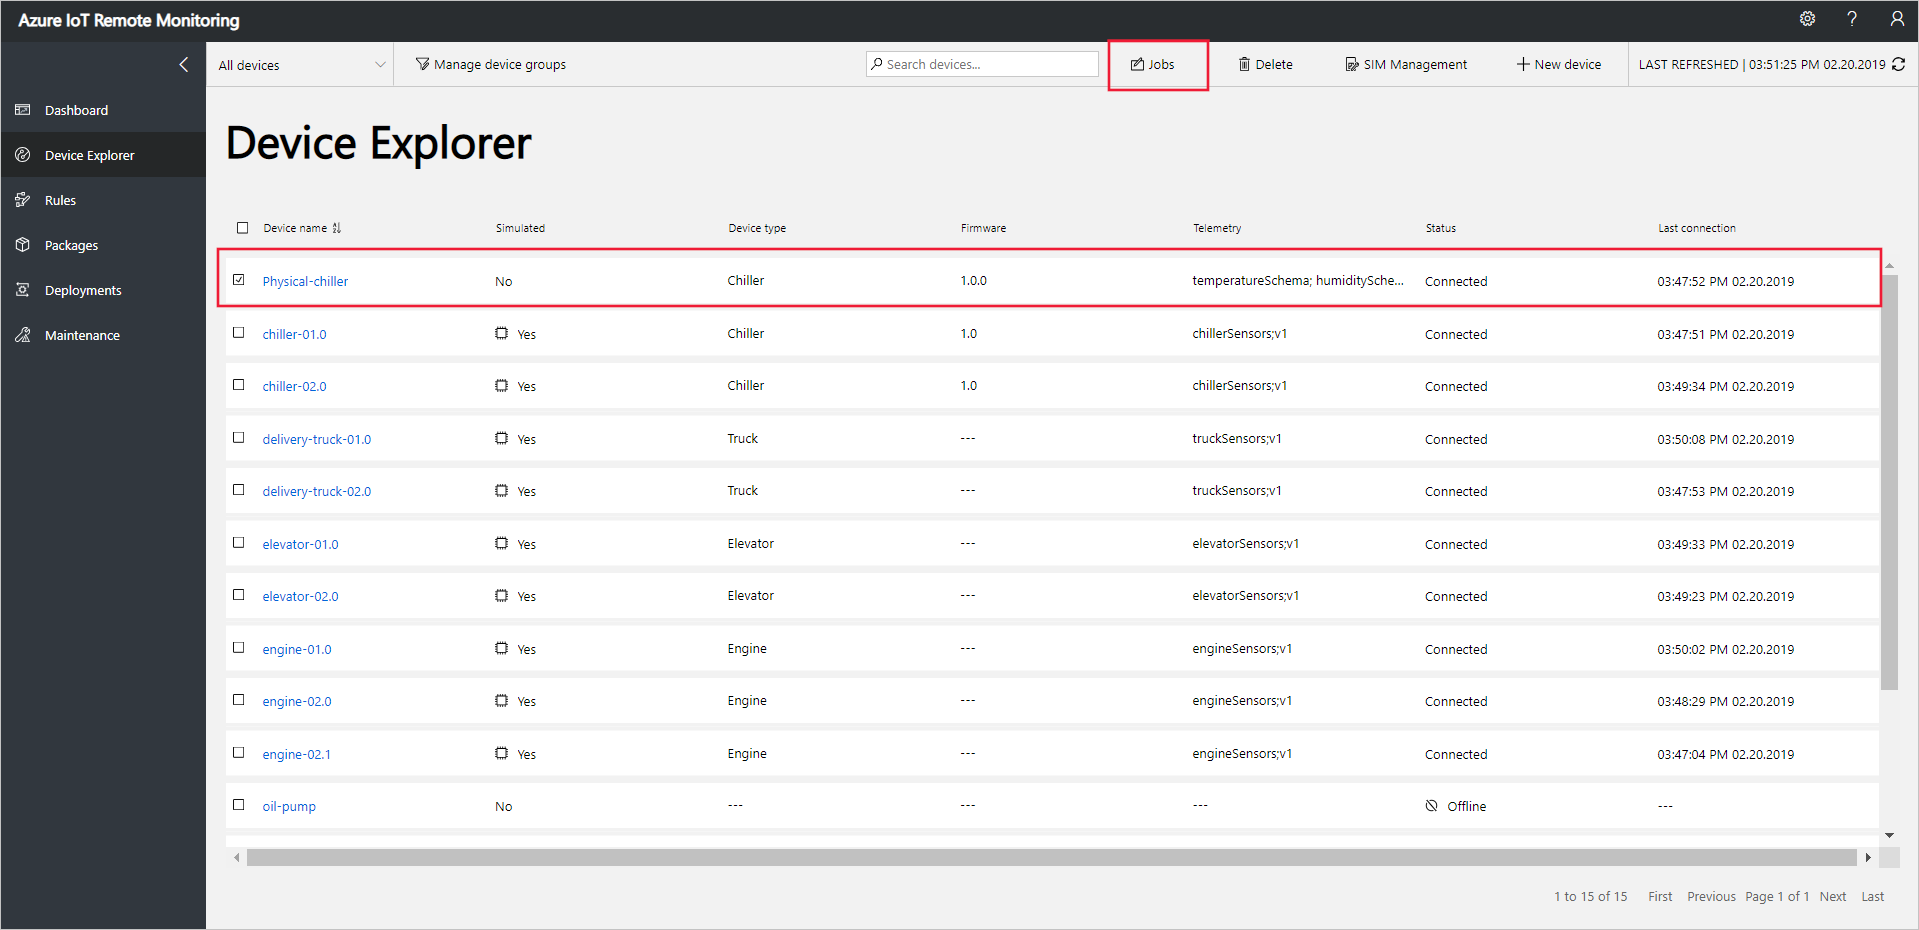 Azure IoT Remote Monitoring
?
All devices
Manage device groups
Search devices...
Jobs
Delete
SIM Management
New device
LAST REFRESHED | 03:51:25 PM 02.20.2019
Dashboard
Device Explorer
Rules
Packages
Deployments
Maintenance
Device Explorer
Device name Simulated Device type Firmware Telemetry Status Last connection
Physical-chiller No Chiller 1.0.0 temperatureSchema; humiditySche... Connected 03:47:52 PM 02.20.2019
chiller-01.0 Yes Chiller 1.0 chillerSensors;v1 Connected 03:47:51 PM 02.20.2019
chiller-02.0 Yes Chiller 1.0 chillerSensors;v1 Connected 03:49:34 PM 02.20.2019
delivery-truck-01.0 Yes Truck --- truckSensors;v1 Connected 03:50:08 PM 02.20.2019
delivery-truck-02.0 Yes Truck --- truckSensors;v1 Connected 03:47:53 PM 02.20.2019
elevator-01.0 Yes Elevator --- elevatorSensors;v1 Connected 03:49:33 PM 02.20.2019
elevator-02.0 Yes Elevator --- elevatorSensors;v1 Connected 03:49:23 PM 02.20.2019
engine-01.0 Yes Engine --- engineSensors;v1 Connected 03:50:02 PM 02.20.2019
engine-02.0 Yes Engine --- engineSensors;v1 Connected 03:48:29 PM 02.20.2019
engine-02.1 Yes Engine --- engineSensors;v1 Connected 03:47:04 PM 02.20.2019
oil-pump No --- --- --- Offline ---
1 to 15 of 15 First Previous Page 1 of 1 Next Last